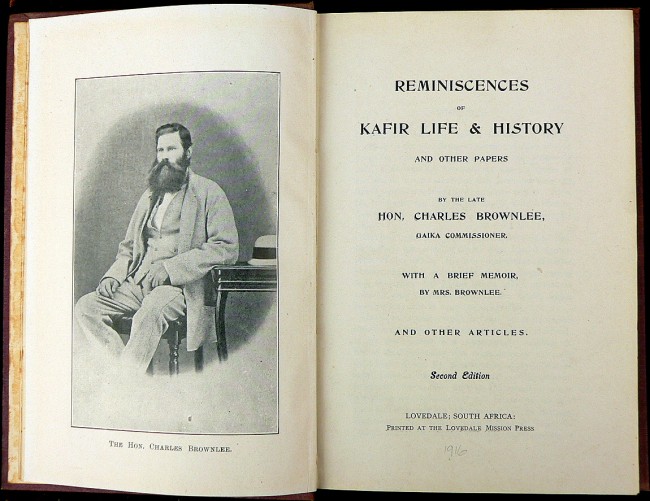 THE HON. CHARLES BROWNLEE.
REMINISCENCES
OF
KAFIR LIFE & HISTORY
AND OTHER PAPERS
BY THE LATE
HON. CHARLES BROWNLEE,
GAIKA COMMISSIONER.
WITH A BRIEF MEMOIR,
BY MRS. BROWNLEE.
AND OTHER ARTICLES.
Second Edition
LOVEDALE; SOUTH AFRICA:
PRINTED AT THE LOVEDALE MISSION PRESS
1916